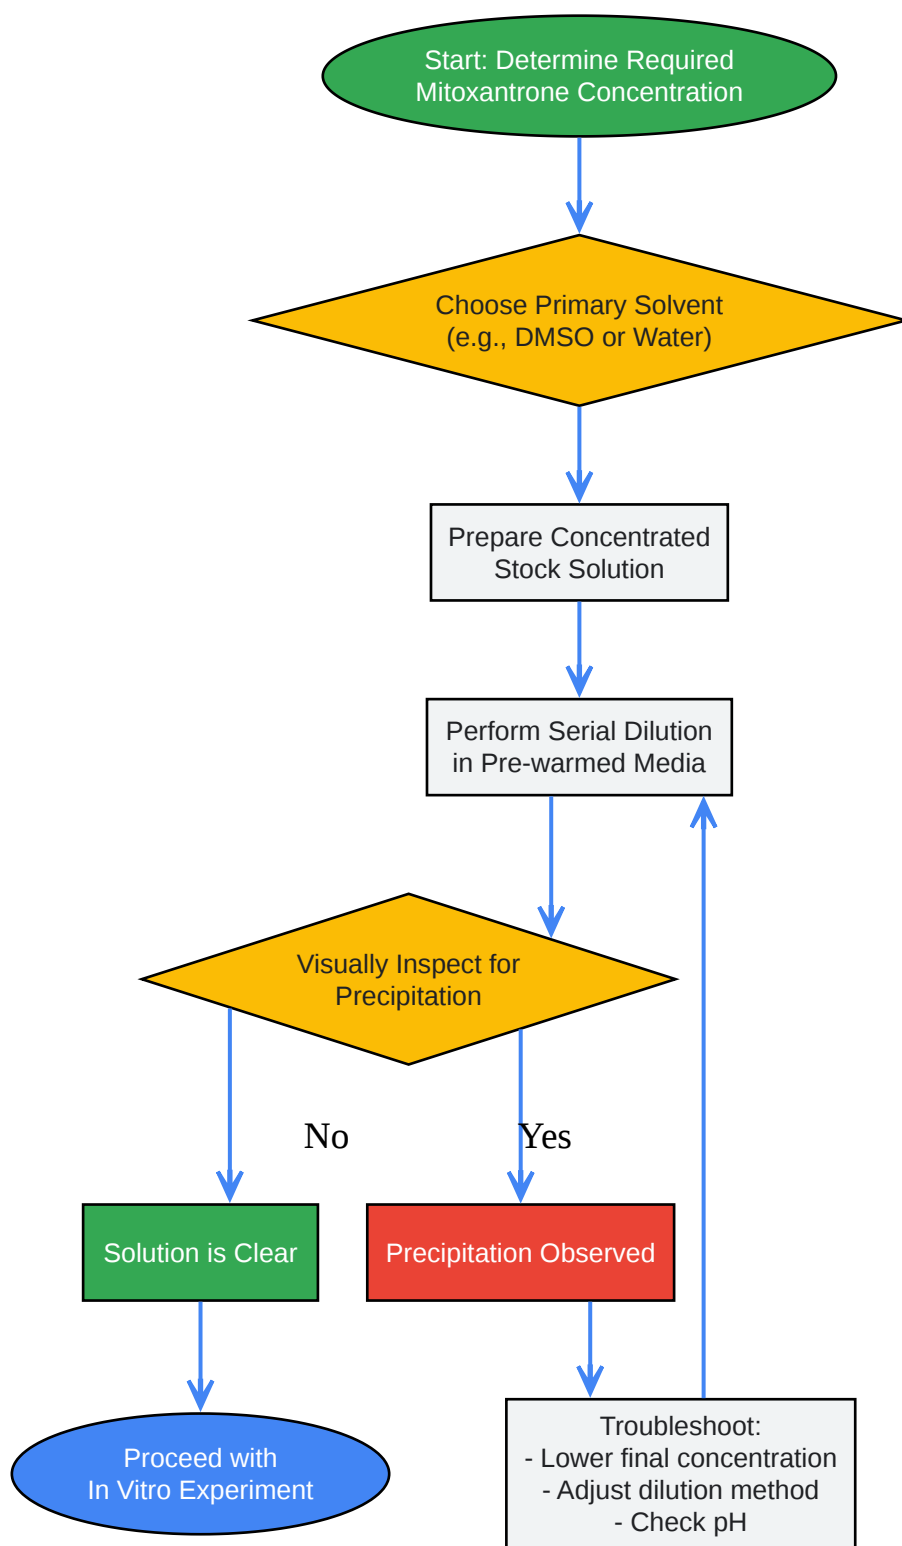 Start: Determine Required
Mitoxantrone Concentration
Choose Primary Solvent
(e.g., DMSO or Water)
Prepare Concentrated
Stock Solution
Perform Serial Dilution
in Pre-warmed Media
Visually Inspect for
Precipitation
No
Yes
Solution is Clear
Precipitation Observed
Proceed with
In Vitro Experiment
Troubleshoot:
- Lower final concentration
- Adjust dilution method
- Check pH